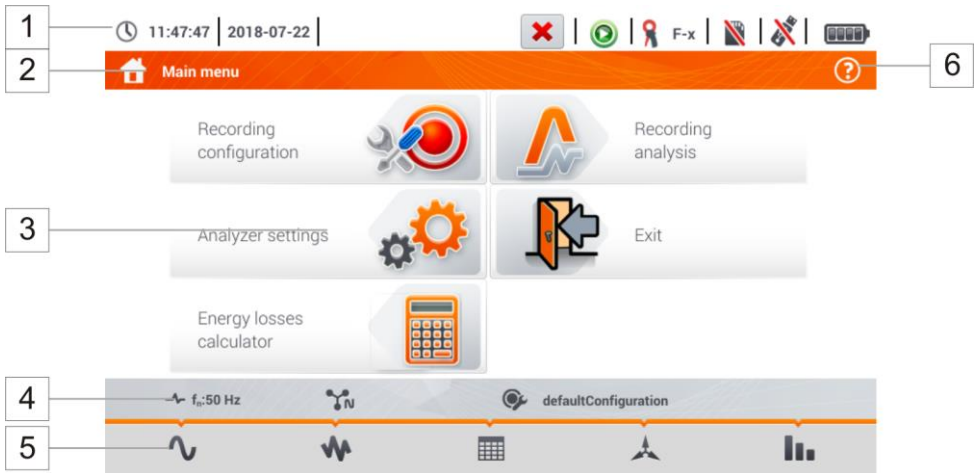 1
11:47:47 2018-07-22 F-x
2
Main menu
6
Recording
configuration
Recording
analysis
3
Analyzer settings
Exit
Energy losses
calculator
4
fn:50 Hz N defaultConfiguration
5